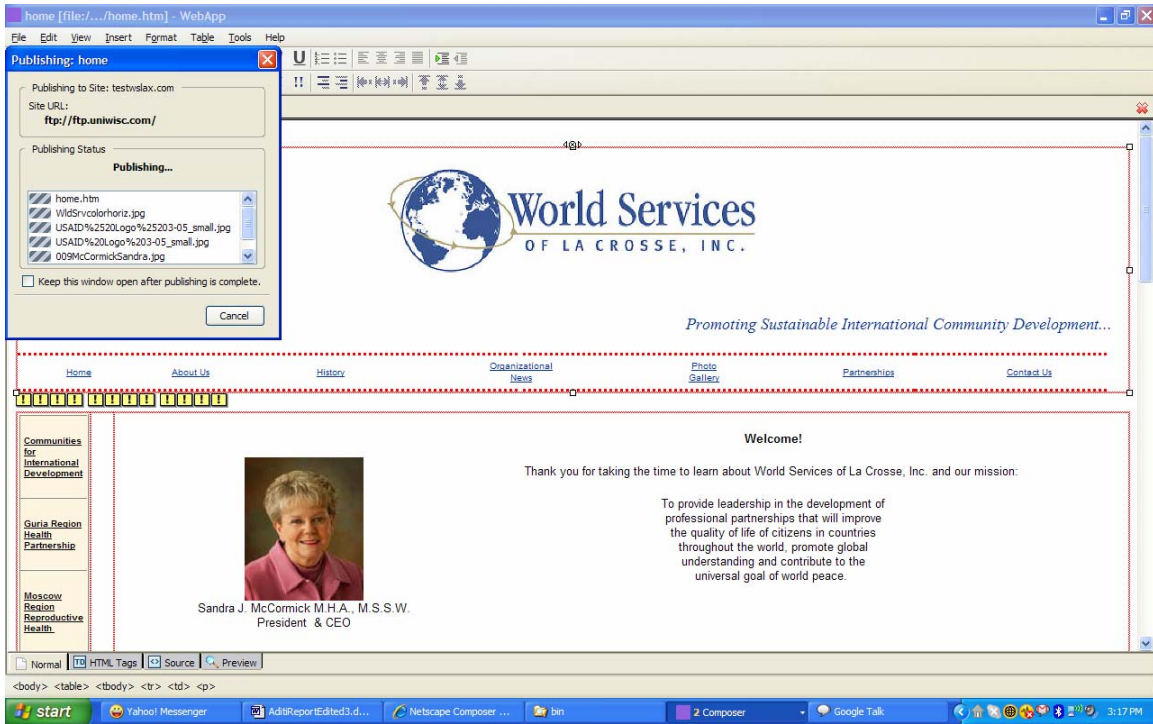 home [file:/.../home.htm] - WebApp
File Edit View Insert Format Table Tools Help
Publishing: home
Publishing to Site: testwslax.com
Site URL:
ftp://ftp.uniwisc.com/
Publishing Status
Publishing...
home.htm
WldSrvcolorhoriz.jpg
USAID%2520Logo%25203-05_small.jpg
USAID%20Logo%203-05_small.jpg
009McCormickSandra.jpg
Keep this window open after publishing is complete.
Cancel
World Services
OF LA CROSSE, INC.
Promoting Sustainable International Community Development...
Home About Us History Organizational News Photo Gallery Partnerships Contact Us
Communities
for
International
Development
Guria Region
Health
Partnership
Moscow
Region
Reproductive
Health
Sandra J. McCormick M.H.A., M.S.S.W.
President & CEO
Welcome!
Thank you for taking the time to learn about World Services of La Crosse, Inc. and our mission:
To provide leadership in the development of
professional partnerships that will improve
the quality of life of citizens in countries
throughout the world, promote global
understanding and contribute to the
universal goal of world peace.
Normal TD HTML Tags Source Preview
<body> <table> <tbody> <tr> <td> <p>
start Yahoo! Messenger AditiReportEdited3.d... Netscape Composer ... bin 2 Composer Google Talk 3:17 PM